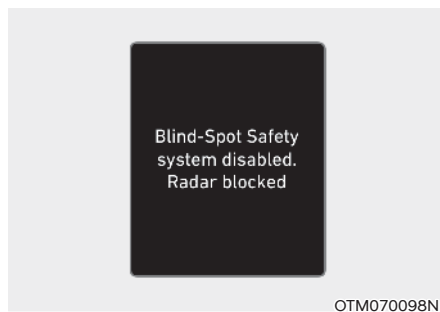 Blind-Spot Safety
system disabled.
Radar blocked
OTM070098N